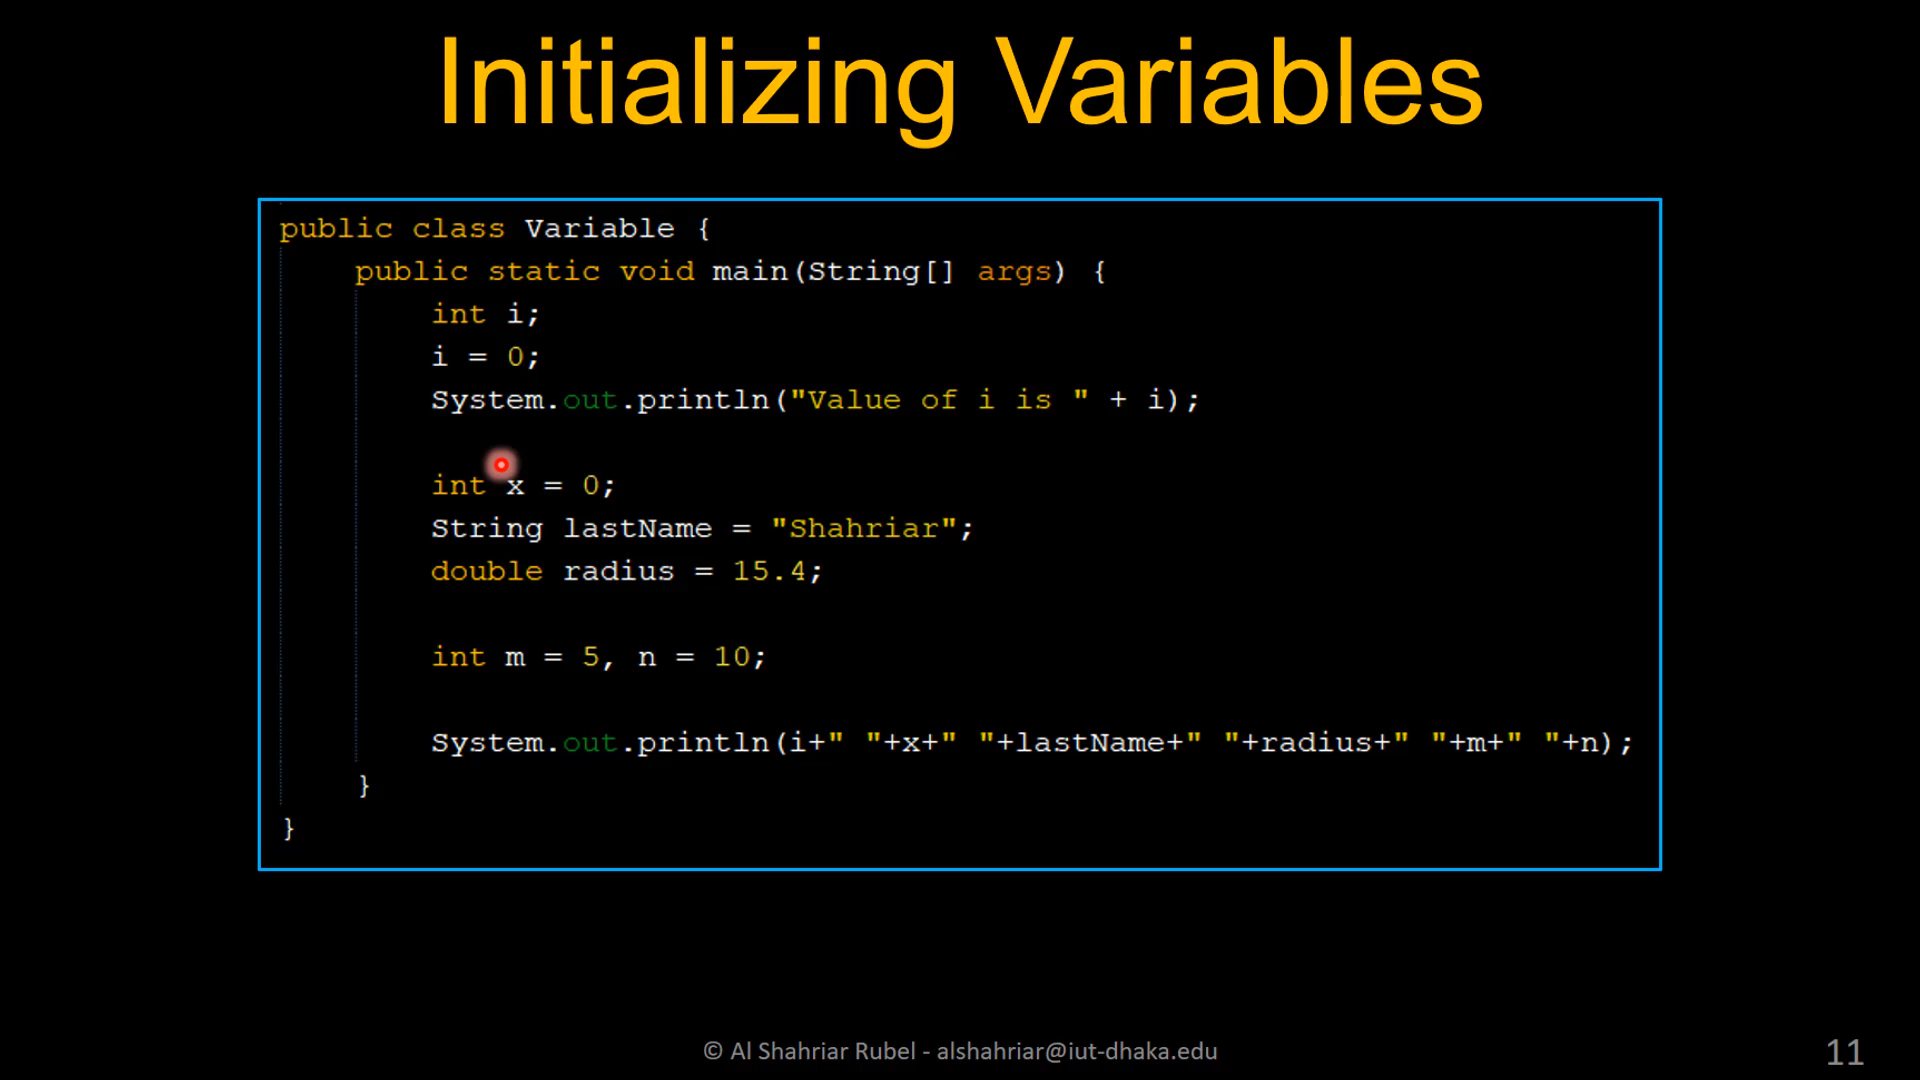 Initializing Variables
public class Variable {
public static void main(String[] args) {
int i;
i = 0;
System.out.println("Value of i is " + i);
int x = 0;
String lastName = "Shahriar";
double radius = 15.4;
int m = 5, n = 10;
System.out.println(i+" "+x+" "+lastName+" "+radius+" "+m+" "+n);
}
}
© Al Shahriar Rubel - alshahriar@iut-dhaka.edu
11